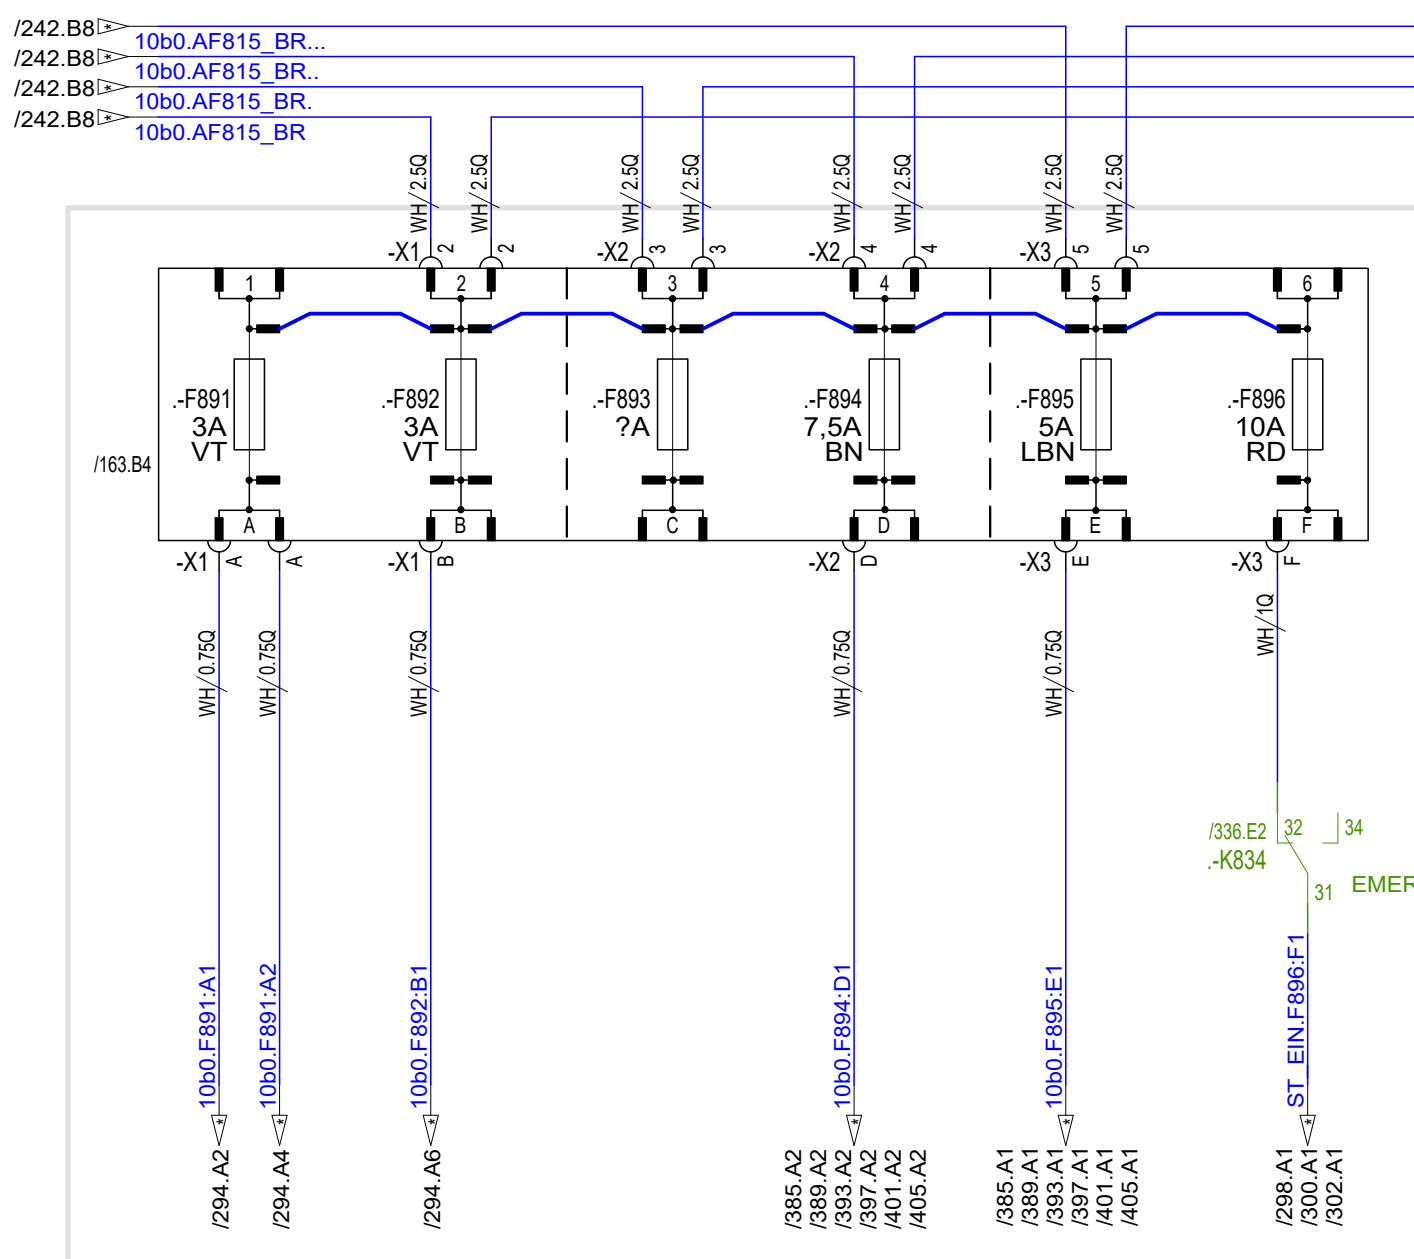 /242.B8
10b0.AF815_BR...
/242.B8
10b0.AF815_BR..
/242.B8
10b0.AF815_BR.
/242.B8
10b0.AF815_BR
WH/2.5Q
WH/2.5Q
WH/2.5Q
WH/2.5Q
WH/2.5Q
WH/2.5Q
WH/2.5Q
WH/2.5Q
-X1 2 2
-X2 3 3
-X2 4 4
-X3 5 5
1 2 3 4 5 6
.-F891
3A
VT
.-F892
3A
VT
.-F893
?A
.-F894
7,5A
BN
.-F895
5A
LBN
.-F896
10A
RD
/163.B4
A B C D E F
-X1 A A
-X1 B
-X2 D
-X3 E
-X3 F
WH/0.75Q
WH/0.75Q
WH/0.75Q
WH/0.75Q
WH/0.75Q
WH/1Q
/336.E2 32 34
.-K834
31 EMER
10b0.F891:A1
10b0.F891:A2
10b0.F892:B1
10b0.F894:D1
10b0.F895:E1
ST_EIN.F896:F1
* * * * * *
/294.A2
/294.A4
/294.A6
/385.A2
/389.A2
/393.A2
/397.A2
/401.A2
/405.A2
/385.A1
/389.A1
/393.A1
/397.A1
/401.A1
/405.A1
/298.A1
/300.A1
/302.A1